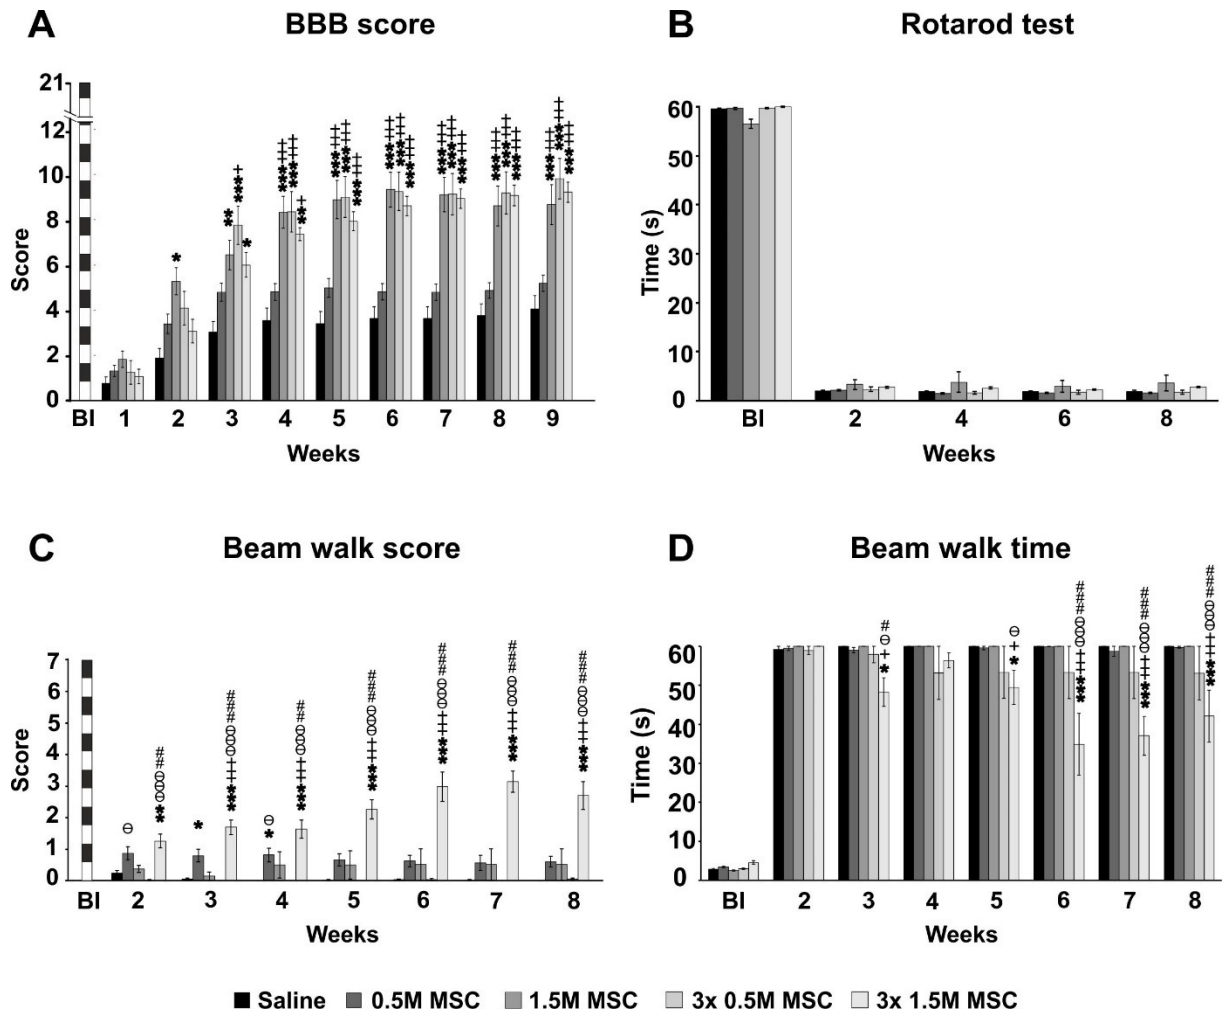 A BBB score
Score
21
12
10
8
6
4
2
0
BI 1 2 3 4 5 6 7 8 9
Weeks
B Rotarod test
Time (s)
60
50
40
60
20
10
0
BI 2 4 6 8
Weeks
C Beam walk score
Score
7
6
5
4
3
2
1
0
BI 2 3 4 5 6 7 8
Weeks
D Beam walk time
Time (s)
60
50
40
60
20
10
0
BI 2 3 4 5 6 7 8
Weeks
Saline 0.5M MSC 1.5M MSC 3x 0.5M MSC 3x 1.5M MSC